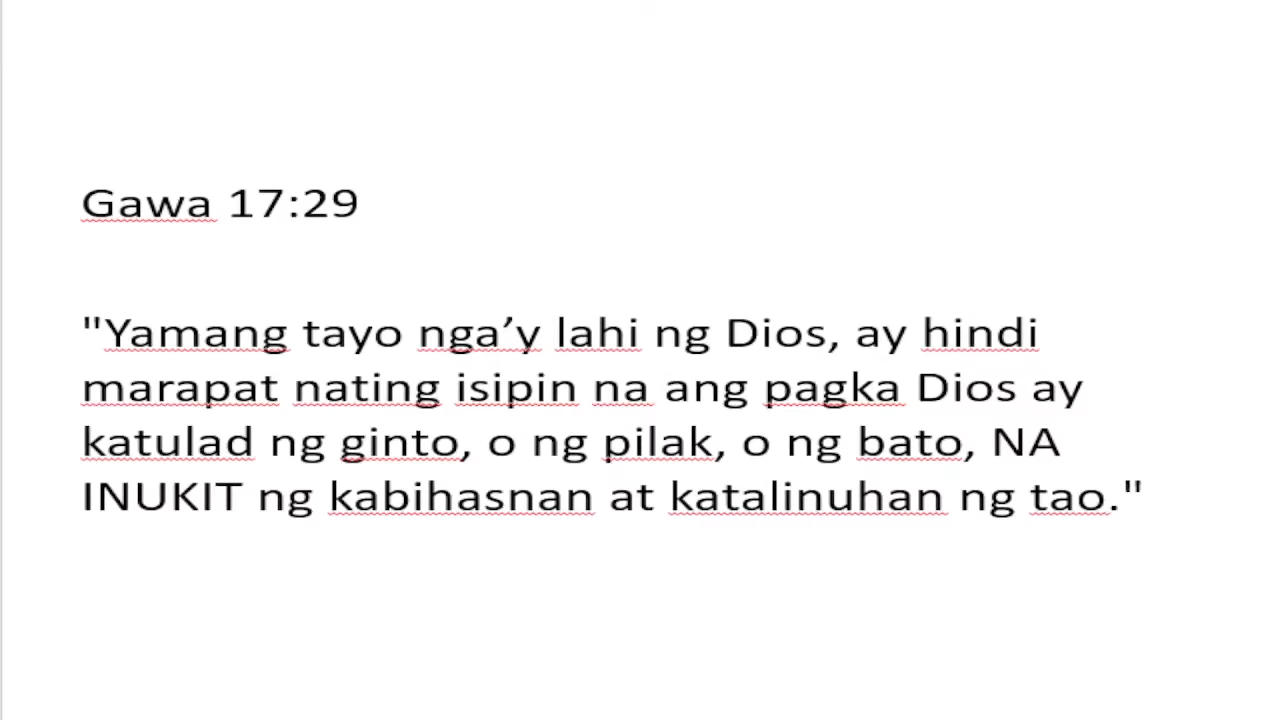 Gawa 17:29
"Yamang tayo nga’y lahi ng Dios, ay hindi
marapat nating isipin na ang pagka Dios ay
katulad ng ginto, o ng pilak, o ng bato, NA
INUKIT ng kabihasnan at katalinuhan ng tao."